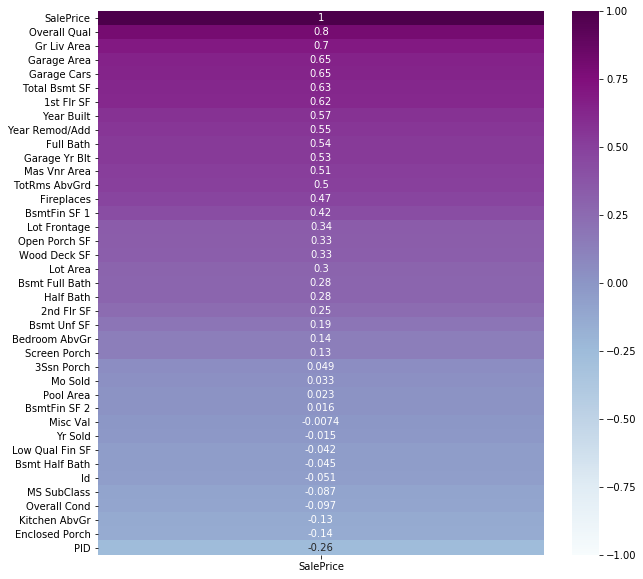 SalePrice 1
Overall Qual 0.8
Gr Liv Area 0.7
Garage Area 0.65
Garage Cars 0.65
Total Bsmt SF 0.63
1st Flr SF 0.62
Year Built 0.57
Year Remod/Add 0.55
Full Bath 0.54
Garage Yr Blt 0.53
Mas Vnr Area 0.51
TotRms AbvGrd 0.5
Fireplaces 0.47
BsmtFin SF 1 0.42
Lot Frontage 0.34
Open Porch SF 0.33
Wood Deck SF 0.33
Lot Area 0.3
Bsmt Full Bath 0.28
Half Bath 0.28
2nd Flr SF 0.25
Bsmt Unf SF 0.19
Bedroom AbvGr 0.14
Screen Porch 0.13
3Ssn Porch 0.049
Mo Sold 0.033
Pool Area 0.023
BsmtFin SF 2 0.016
Misc Val -0.0074
Yr Sold -0.015
Low Qual Fin SF -0.042
Bsmt Half Bath -0.045
Id -0.051
MS SubClass -0.087
Overall Cond -0.097
Kitchen AbvGr -0.13
Enclosed Porch -0.14
PID -0.26
SalePrice
1.00
0.75
0.50
0.25
0.00
−0.25
−0.50
−0.75
−1.00